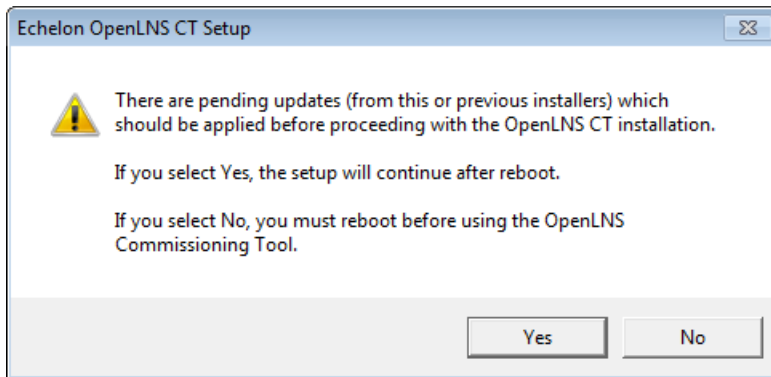 Echelon OpenLNS CT Setup
There are pending updates (from this or previous installers) which
should be applied before proceeding with the OpenLNS CT installation.
If you select Yes, the setup will continue after reboot.
If you select No, you must reboot before using the OpenLNS
Commissioning Tool.
Yes
No